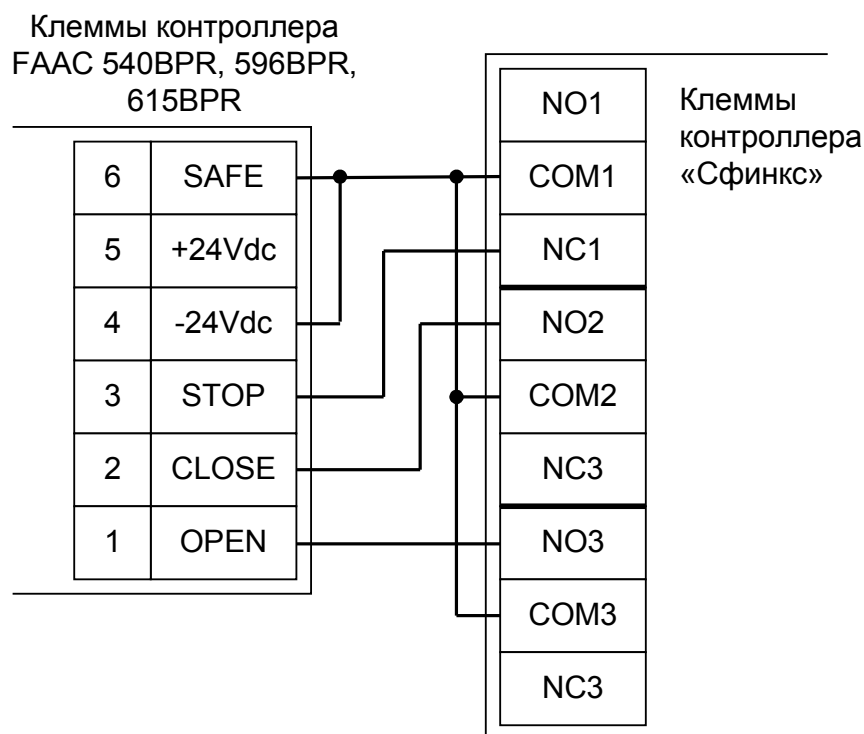 Клеммы контроллера
FAAC 540BPR, 596BPR,
615BPR
6 SAFE
5 +24Vdc
4 -24Vdc
3 STOP
2 CLOSE
1 OPEN
NO1
COM1
NC1
NO2
COM2
NC3
NO3
COM3
NC3
Клеммы
контроллера
«Сфинкс»